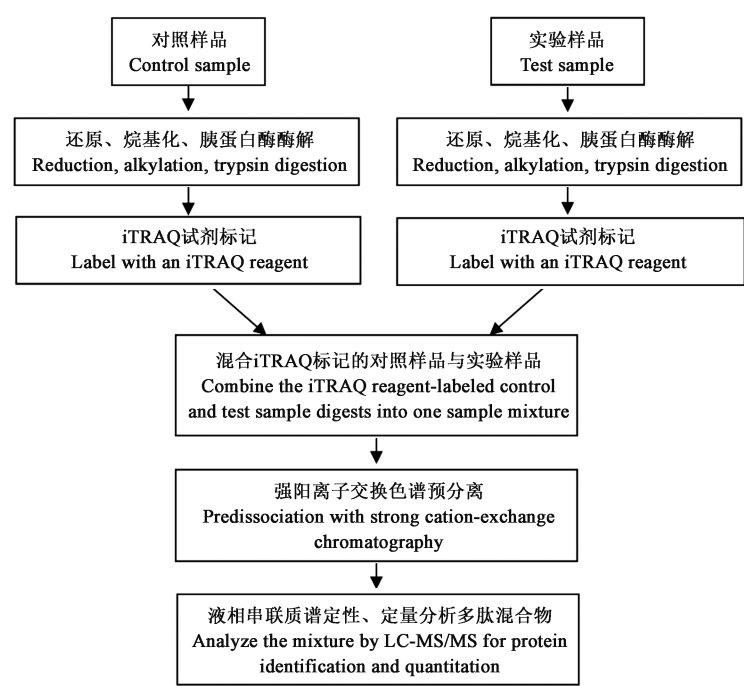 对照样品
Control sample
实验样品
Test sample
还原、烷基化、胰蛋白酶酶解
Reduction, alkylation, trypsin digestion
还原、烷基化、胰蛋白酶酶解
Reduction, alkylation, trypsin digestion
iTRAQ试剂标记
Label with an iTRAQ reagent
iTRAQ试剂标记
Label with an iTRAQ reagent
混合iTRAQ标记的对照样品与实验样品
Combine the iTRAQ reagent-labeled control
and test sample digests into one sample mixture
强阳离子交换色谱预分离
Predissociation with strong cation-exchange
chromatography
液相串联质谱定性、定量分析多肽混合物
Analyze the mixture by LC-MS/MS for protein
identification and quantitation